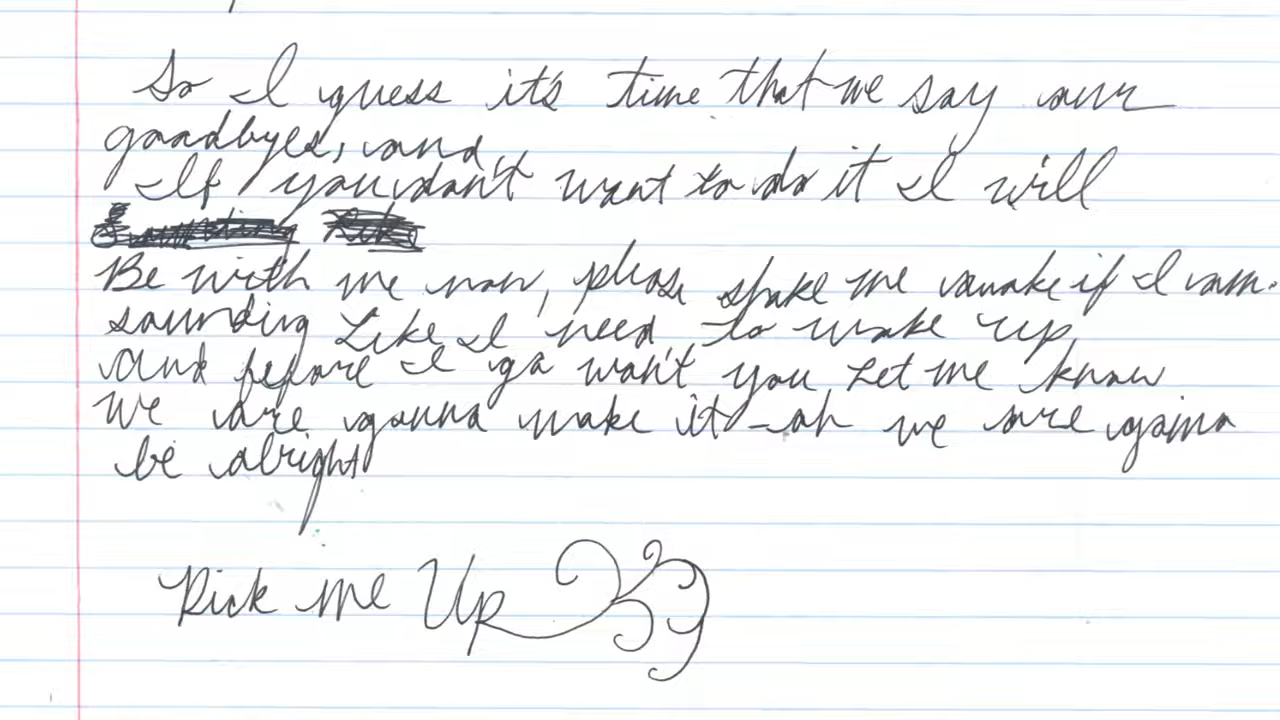 So I guess it's time that we say our
goodbyes, and
If you don't want to do it I will
Be with me now, please shake me awake if I am.
sounding Like I need to wake up
and before I go won't you Let me know
we are gonna make it - oh we are gonna
be alright
Pick Me Up